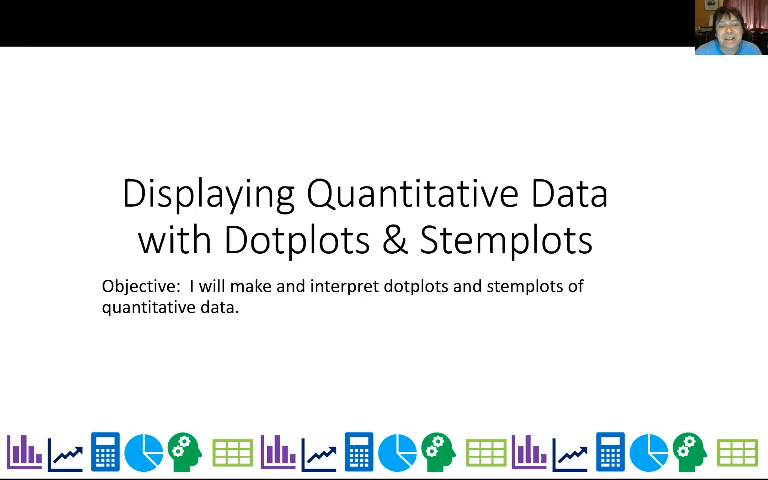 Displaying Quantitative Data
with Dotplots & Stemplots
Objective:  I will make and interpret dotplots and stemplots of
quantitative data.